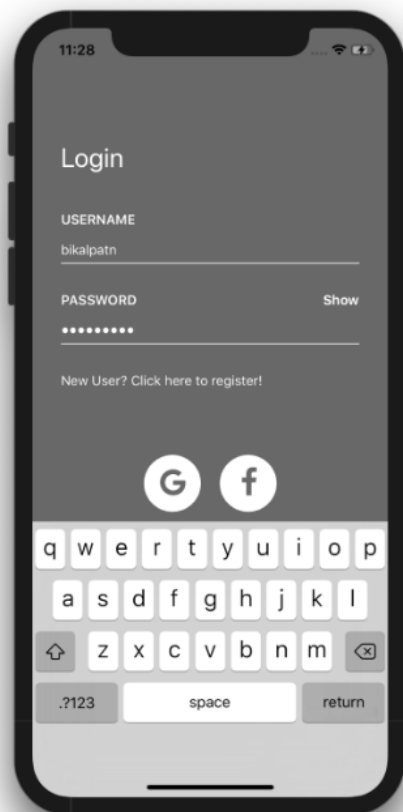 11:28
Login
USERNAME
bikalpatn
PASSWORD Show
•••••••••
New User? Click here to register!
G f
q w e r t y u i o p
a s d f g h j k l
z x c v b n m
.?123 space return